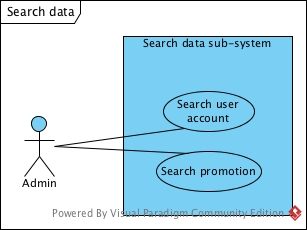 Search data
Search data sub-system
Search user
account
Search promotion
Admin
Powered By Visual Paradigm Community Edition